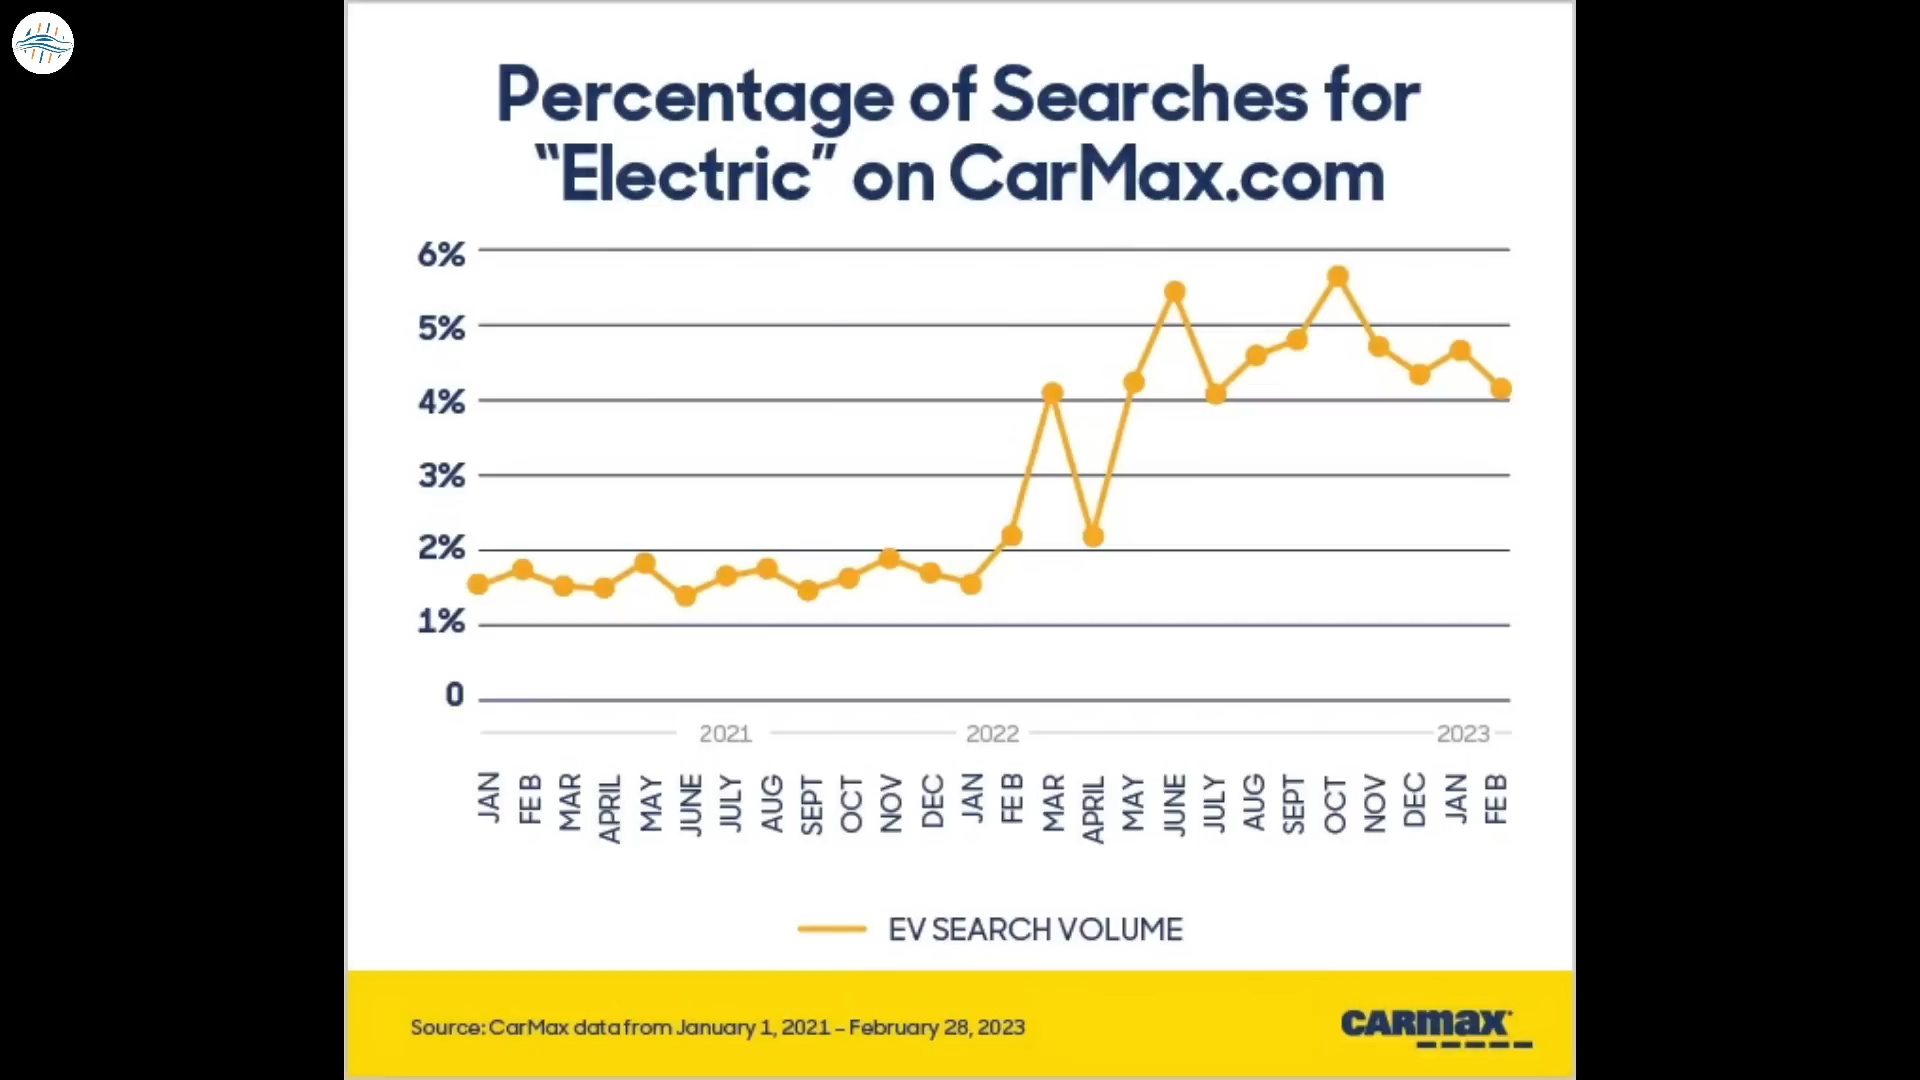 Percentage of Searches for
“Electric” on CarMax.com
6%
5%
4%
3%
2%
1%
0
2021 2022 2023
JAN FEB MAR APRIL MAY JUNE JULY AUG SEPT OCT NOV DEC JAN FEB MAR APRIL MAY JUNE JULY AUG SEPT OCT NOV DEC JAN FEB
EV SEARCH VOLUME
Source: CarMax data from January 1, 2021 – February 28, 2023
CARMAX